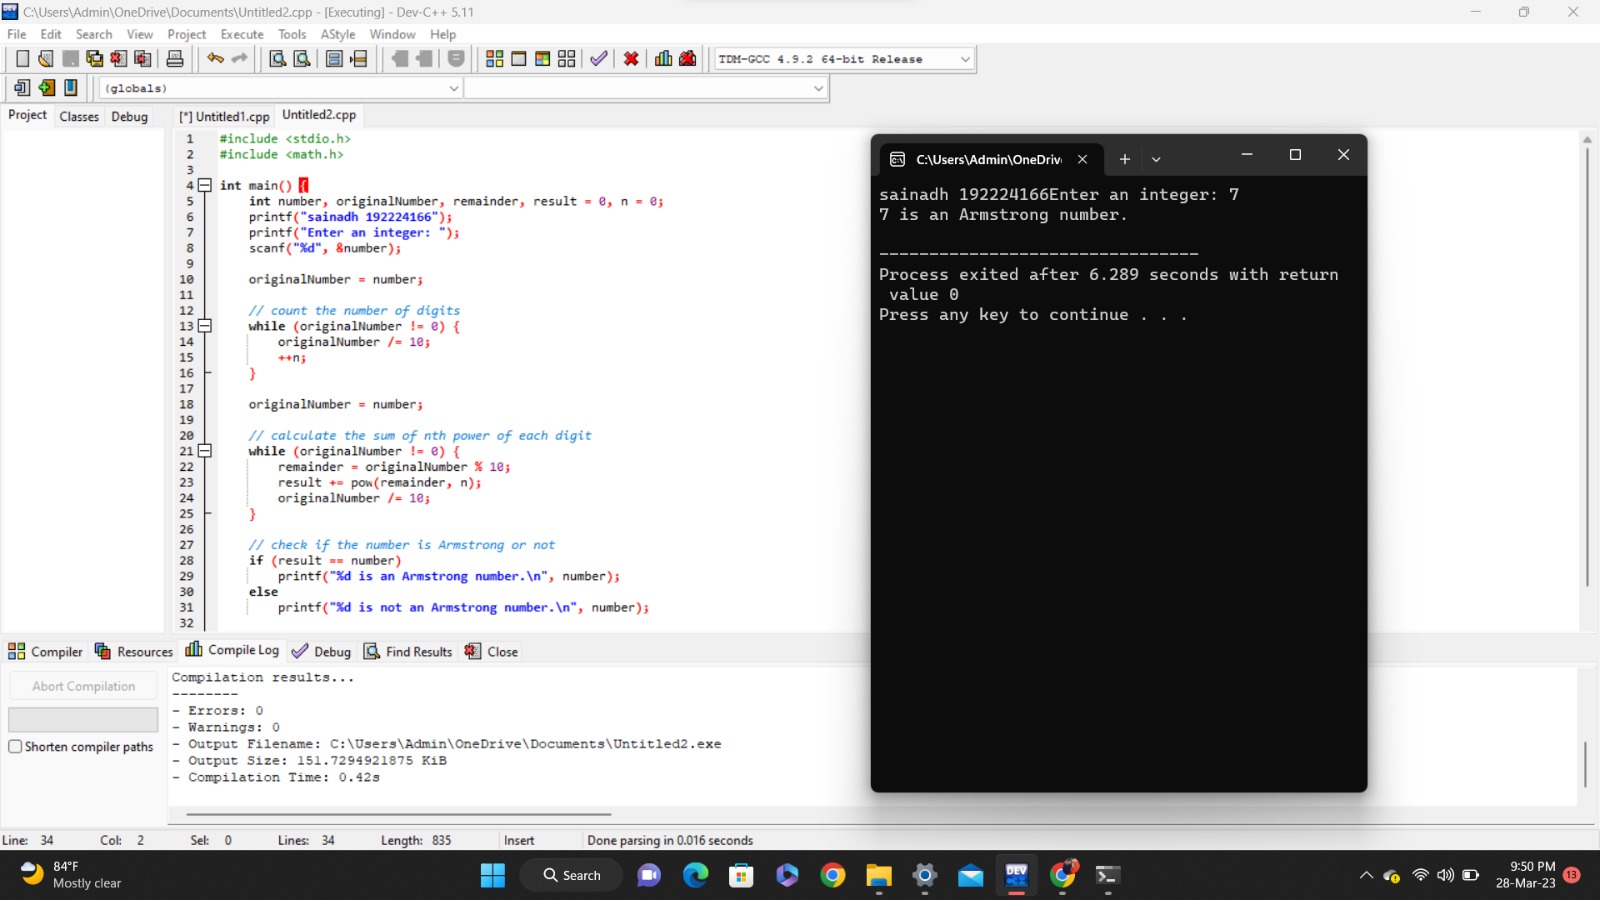 C:\Users\Admin\OneDrive\Documents\Untitled2.cpp - [Executing] - Dev-C++ 5.11
File Edit Search View Project Execute Tools AStyle Window Help
TDM-GCC 4.9.2 64-bit Release
(globals)
Project Classes Debug [*] Untitled1.cpp Untitled2.cpp
1 #include <stdio.h>
2 #include <math.h>
3
4 int main() {
5 int number, originalNumber, remainder, result = 0, n = 0;
6 printf("sainadh 192224166");
7 printf("Enter an integer: ");
8 scanf("%d", &number);
9
10 originalNumber = number;
11
12 // count the number of digits
13 while (originalNumber != 0) {
14 originalNumber /= 10;
15 ++n;
16 }
17
18 originalNumber = number;
19
20 // calculate the sum of nth power of each digit
21 while (originalNumber != 0) {
22 remainder = originalNumber % 10;
23 result += pow(remainder, n);
24 originalNumber /= 10;
25 }
26
27 // check if the number is Armstrong or not
28 if (result == number)
29 printf("%d is an Armstrong number.\n", number);
30 else
31 printf("%d is not an Armstrong number.\n", number);
32
C:\Users\Admin\OneDriv
sainadh 192224166Enter an integer: 7
7 is an Armstrong number.
--------------------------------
Process exited after 6.289 seconds with return
value 0
Press any key to continue . . .
Compiler Resources Compile Log Debug Find Results Close
Abort Compilation
Shorten compiler paths
Compilation results...
--------
- Errors: 0
- Warnings: 0
- Output Filename: C:\Users\Admin\OneDrive\Documents\Untitled2.exe
- Output Size: 151.7294921875 KiB
- Compilation Time: 0.42s
Line: 34 Col: 2 Sel: 0 Lines: 34 Length: 835 Insert Done parsing in 0.016 seconds
84°F
Mostly clear
Search
DEV
C++
9:50 PM
28-Mar-23
13